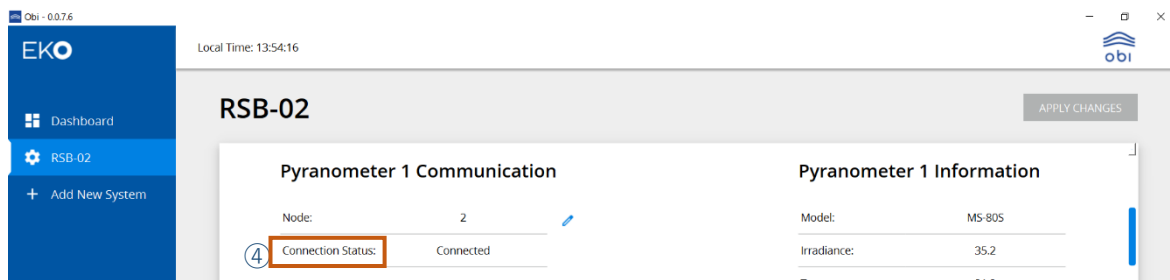 Obi - 0.0.7.6
EKO
Local Time: 13:54:16
obi
RSB-02
APPLY CHANGES
Dashboard
RSB-02
Add New System
Pyranometer 1 Communication
Pyranometer 1 Information
Node: 2
Model: MS-80S
④ Connection Status: Connected
Irradiance: 35.2